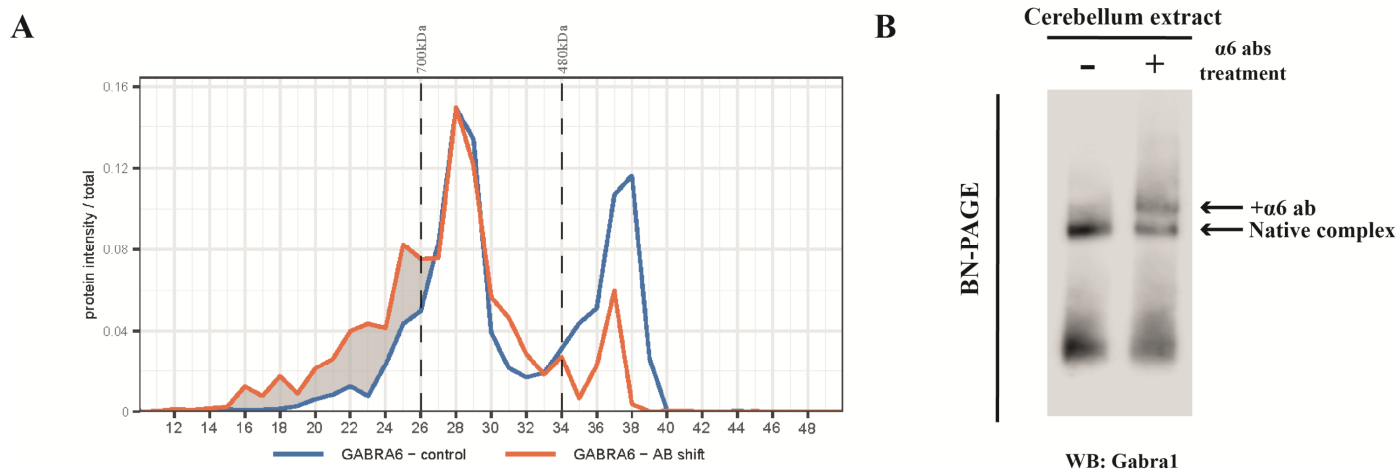 A
700kDa
480kDa
0.16
0.12
0.08
0.04
0
protein intensity / total
12 14 16 18 20 22 24 26 28 30 32 34 36 38 40 42 44 46 48
GABRA6 − control
GABRA6 − AB shift
B
Cerebellum extract
- +
α6 abs
treatment
BN-PAGE
+α6 ab
Native complex
WB: Gabra1